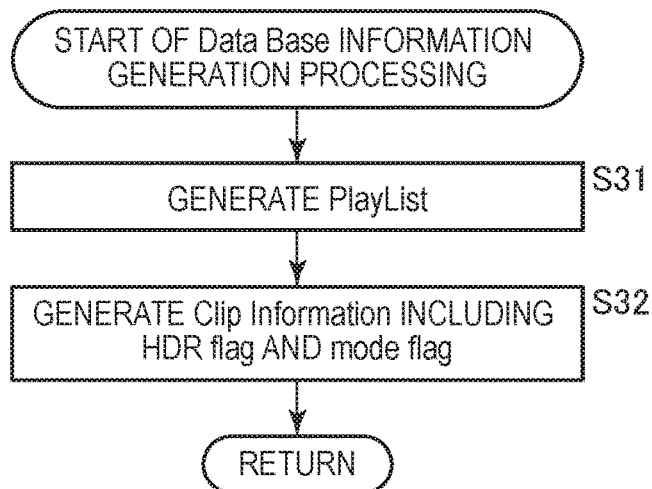 START OF Data Base INFORMATION
GENERATION PROCESSING
S31
GENERATE PlayList
S32
GENERATE Clip Information INCLUDING
HDR flag AND mode flag
RETURN